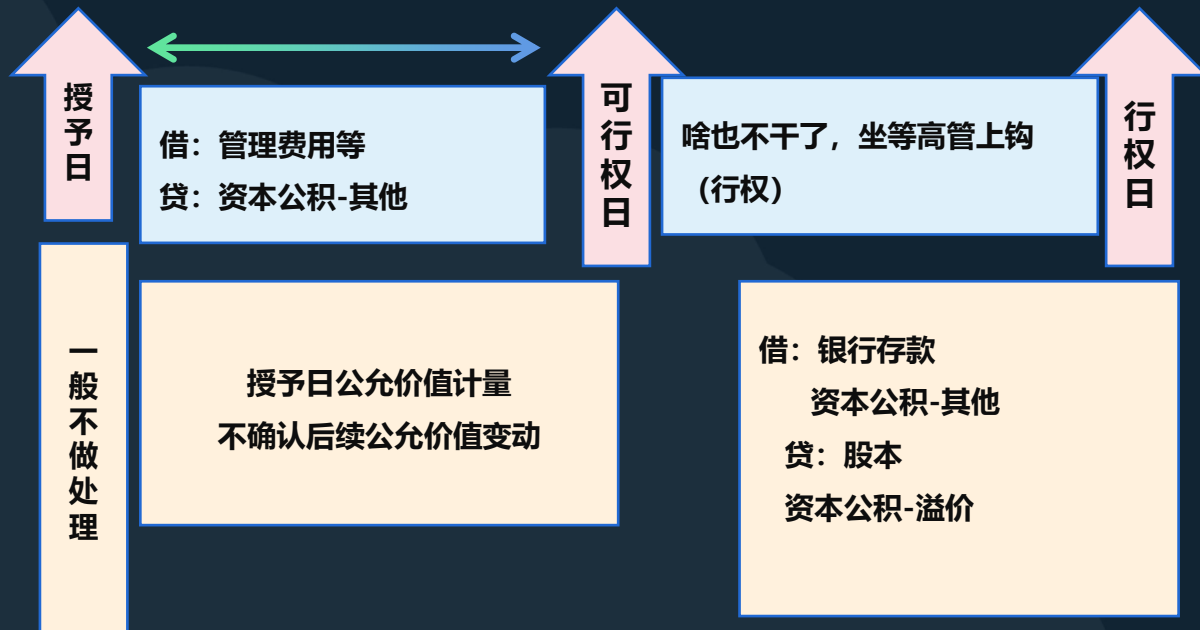 授予日
借：管理费用等
贷：资本公积-其他
可行权日
啥也不干了，坐等高管上钩
（行权）
行权日
一般不做处理
授予日公允价值计量
不确认后续公允价值变动
借：银行存款
资本公积-其他
贷：股本
资本公积-溢价